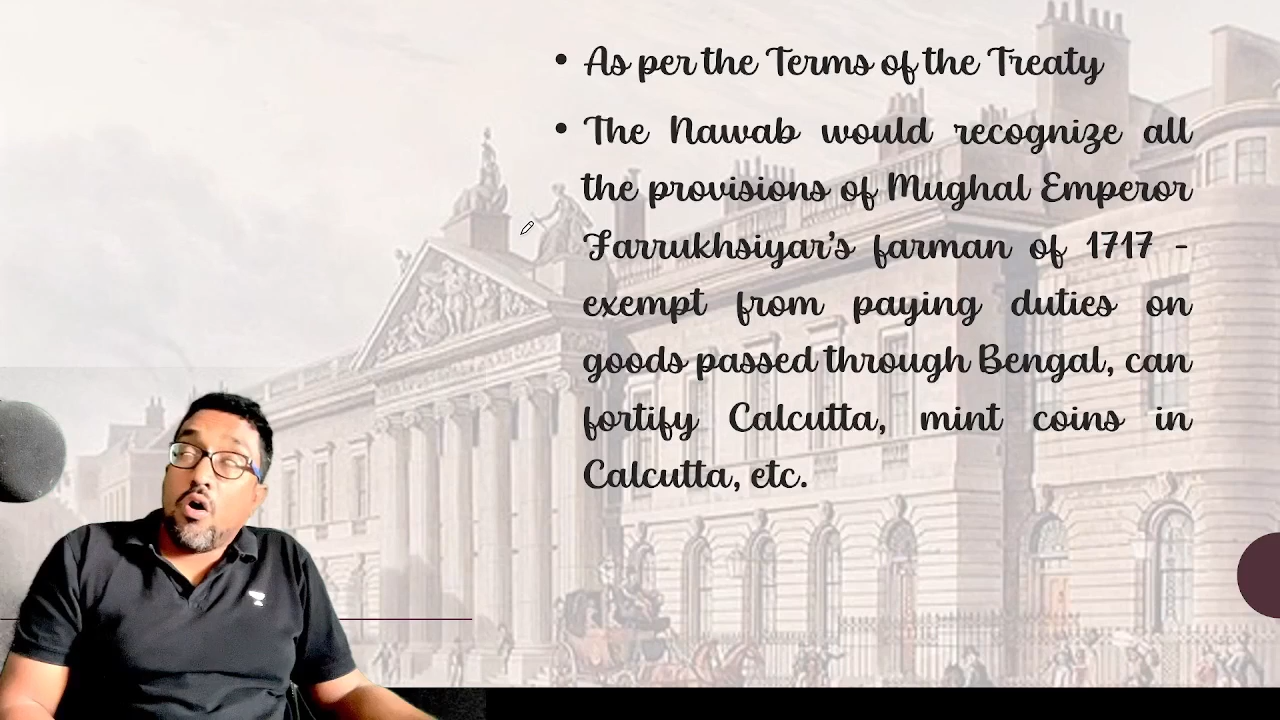 • As per the Terms of the Treaty
• The Nawab would recognize all
the provisions of Mughal Emperor
Farrukhsiyar's farman of 1717 -
exempt from paying duties on
goods passed through Bengal, can
fortify Calcutta, mint coins in
Calcutta, etc.